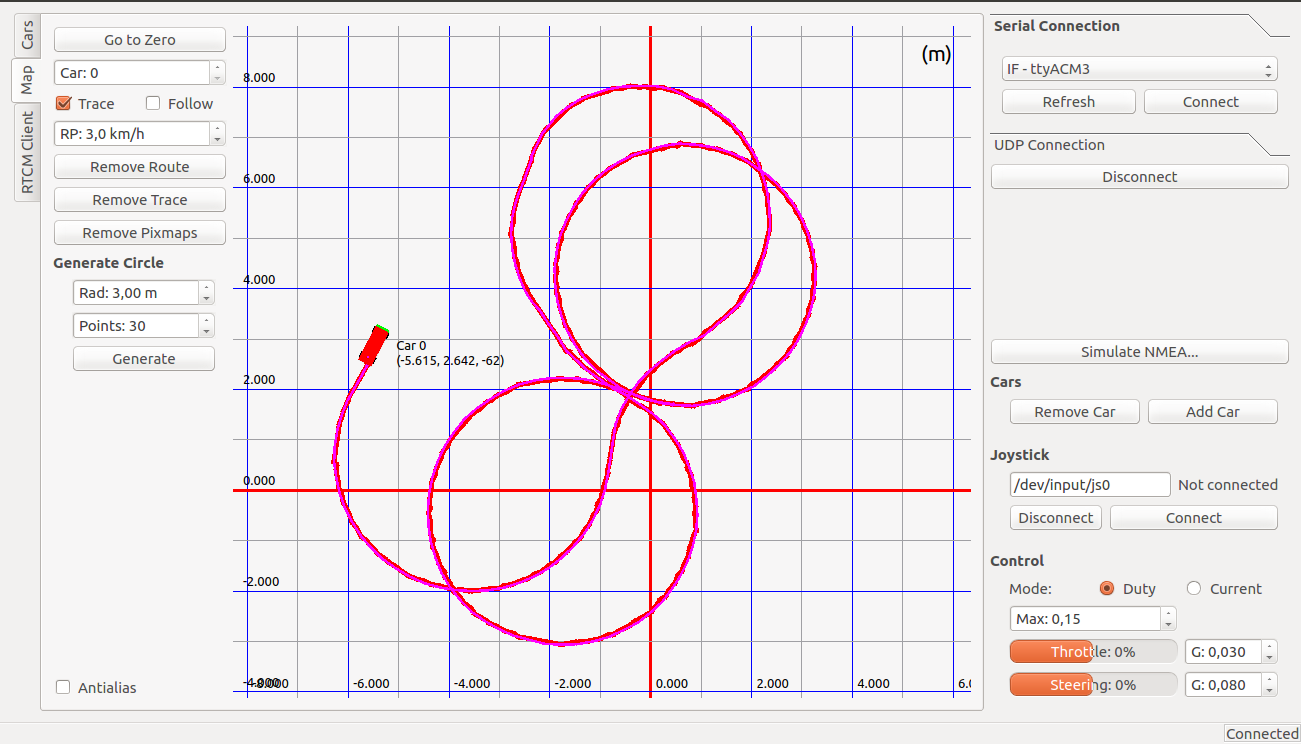 Cars
Map
RTCM Client
Go to Zero
Car: 0
Trace
Follow
RP: 3,0 km/h
Remove Route
Remove Trace
Remove Pixmaps
Generate Circle
Rad: 3,00 m
Points: 30
Generate
Antialias
(m)
8.000
6.000
4.000
2.000
0.000
-2.000
-4.000
-8.000
-6.000
-4.000
-2.000
0.000
2.000
4.000
6.0
Car 0
(-5.615, 2.642, -62)
Serial Connection
IF - ttyACM3
Refresh
Connect
UDP Connection
Disconnect
Simulate NMEA...
Cars
Remove Car
Add Car
Joystick
/dev/input/js0
Not connected
Disconnect
Connect
Control
Mode:
Duty
Current
Max: 0,15
Throttle: 0%
G: 0,030
Steering: 0%
G: 0,080
Connected